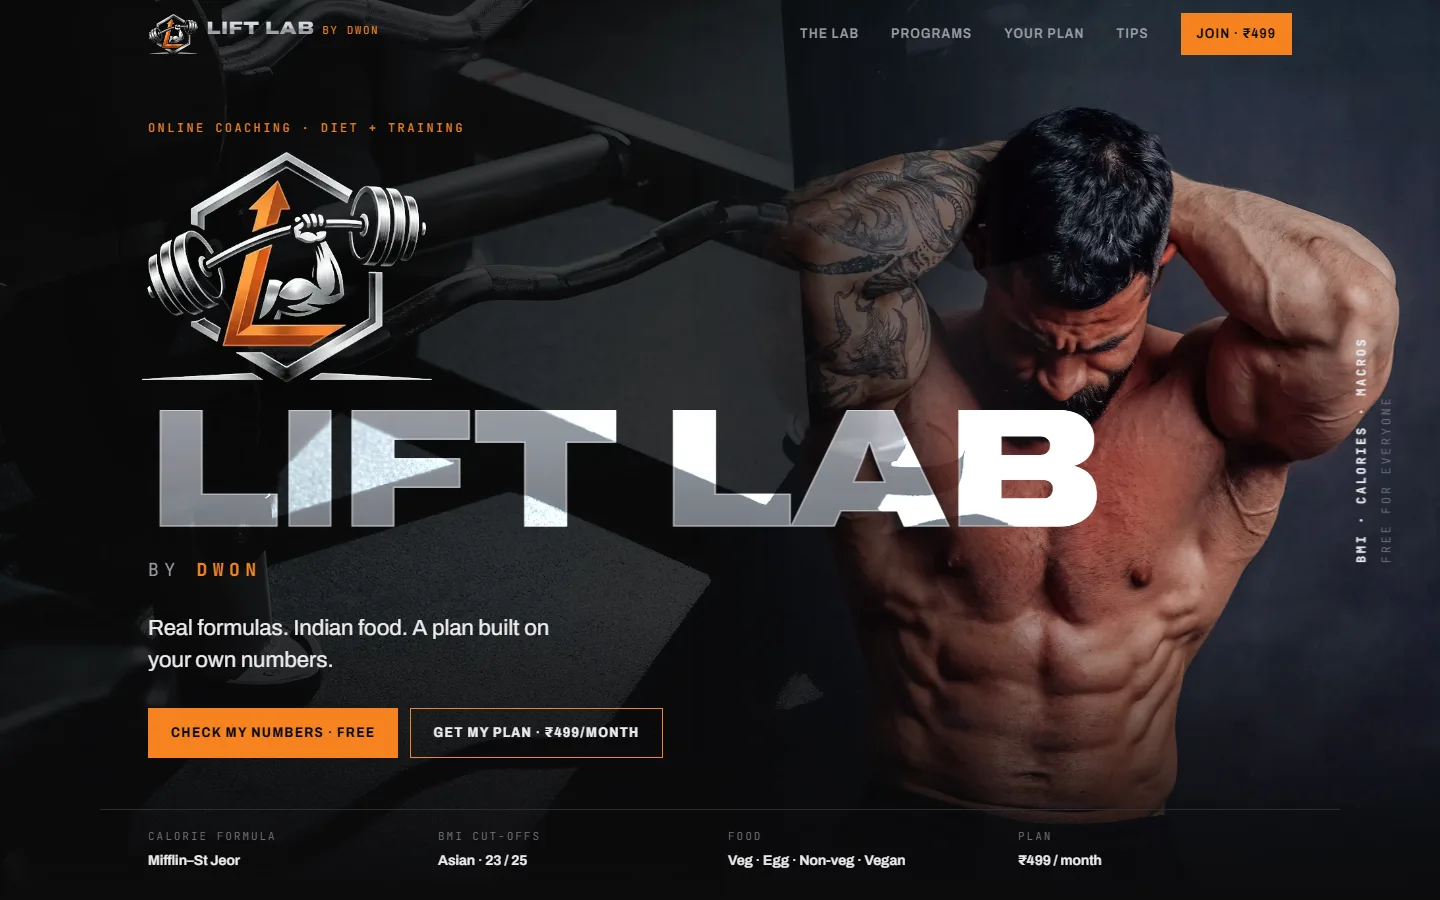 LIFT LAB BY DWON
THE LAB
PROGRAMS
YOUR PLAN
TIPS
JOIN · ₹499
ONLINE COACHING · DIET + TRAINING
LIFT LAB
BY DWON
Real formulas. Indian food. A plan built on
your own numbers.
CHECK MY NUMBERS · FREE
GET MY PLAN · ₹499/MONTH
BMI · CALORIES · MACROS
FREE FOR EVERYONE
CALORIE FORMULA
Mifflin–St Jeor
BMI CUT-OFFS
Asian · 23 / 25
FOOD
Veg · Egg · Non-veg · Vegan
PLAN
₹499 / month